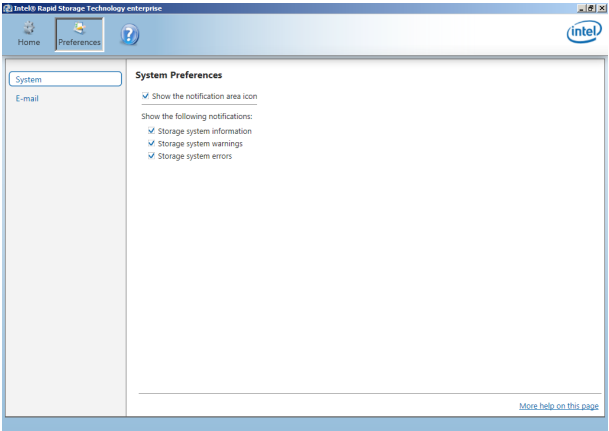 Intel® Rapid Storage Technology enterprise
Home
Preferences
?
intel
System
E-mail
System Preferences
Show the notification area icon
Show the following notifications:
Storage system information
Storage system warnings
Storage system errors
More help on this page